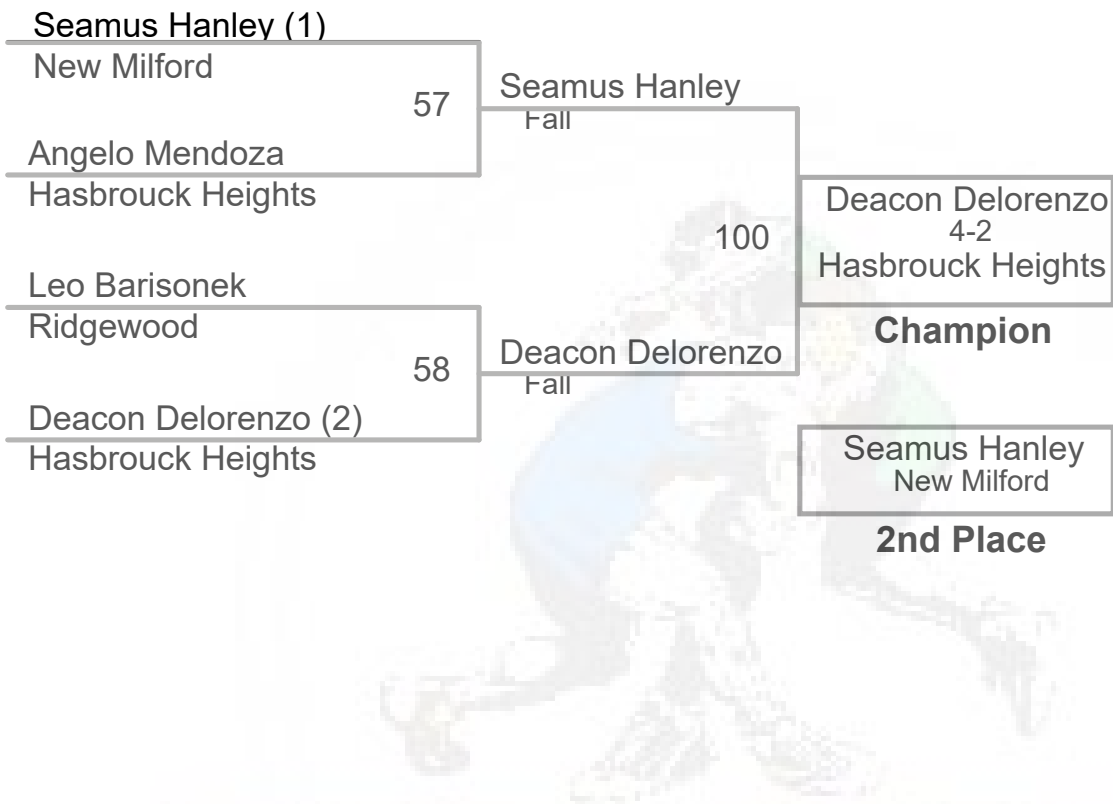 Seamus Hanley (1)
New Milford
57
Angelo Mendoza
Hasbrouck Heights
Leo Barisonek
Ridgewood
58
Deacon Delorenzo (2)
Hasbrouck Heights
Seamus Hanley
Fall
100
Deacon Delorenzo
Fall
Deacon Delorenzo
4-2
Hasbrouck Heights
Champion
Seamus Hanley
New Milford
2nd Place